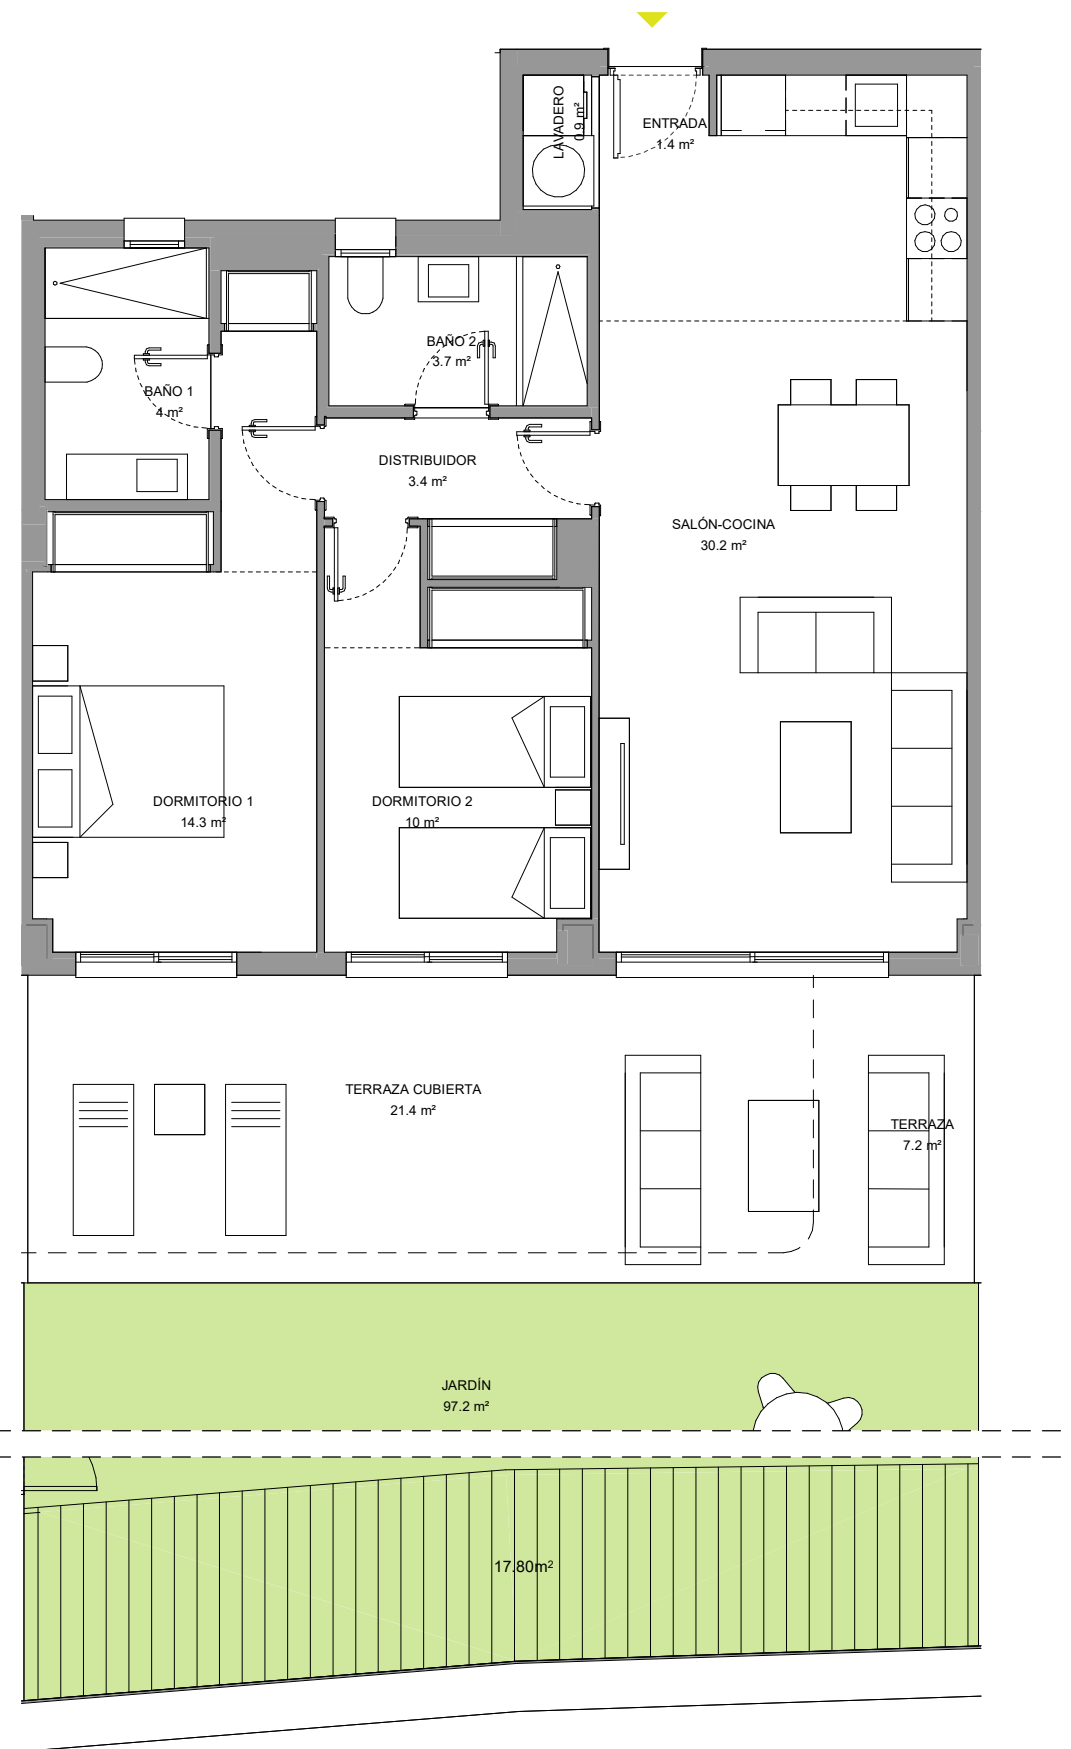 LAVADERO
0.9 m²
ENTRADA
1.4 m²
BAÑO 2
3.7 m²
BAÑO 1
4 m²
DISTRIBUIDOR
3.4 m²
SALÓN-COCINA
30.2 m²
DORMITORIO 1
14.3 m²
DORMITORIO 2
10 m²
TERRAZA CUBIERTA
21.4 m²
TERRAZA
7.2 m²
JARDÍN
97.2 m²
17.80m²